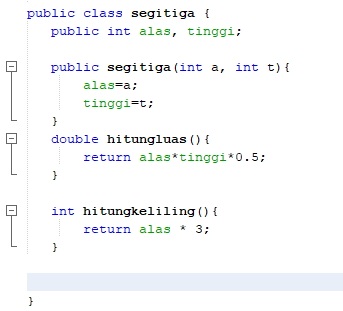 public class segitiga {
public int alas, tinggi;
public segitiga(int a, int t){
alas=a;
tinggi=t;
}
double hitungluas(){
return alas*tinggi*0.5;
}
int hitungkeliling(){
return alas * 3;
}
}